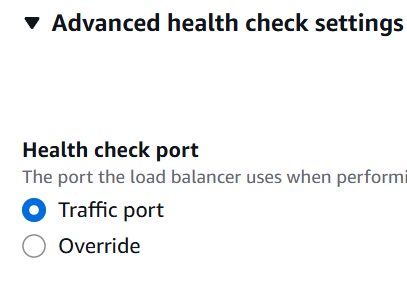 Advanced health check settings
Health check port
The port the load balancer uses when performi
Traffic port
Override